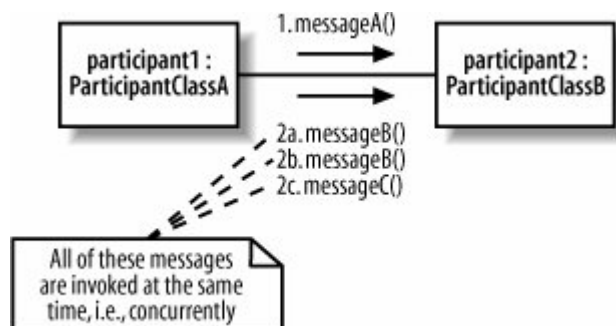 1.messageA()
participant1 :
ParticipantClassA
participant2 :
ParticipantClassB
2a.messageB()
2b.messageB()
2c.messageC()
All of these messages
are invoked at the same
time, i.e., concurrently